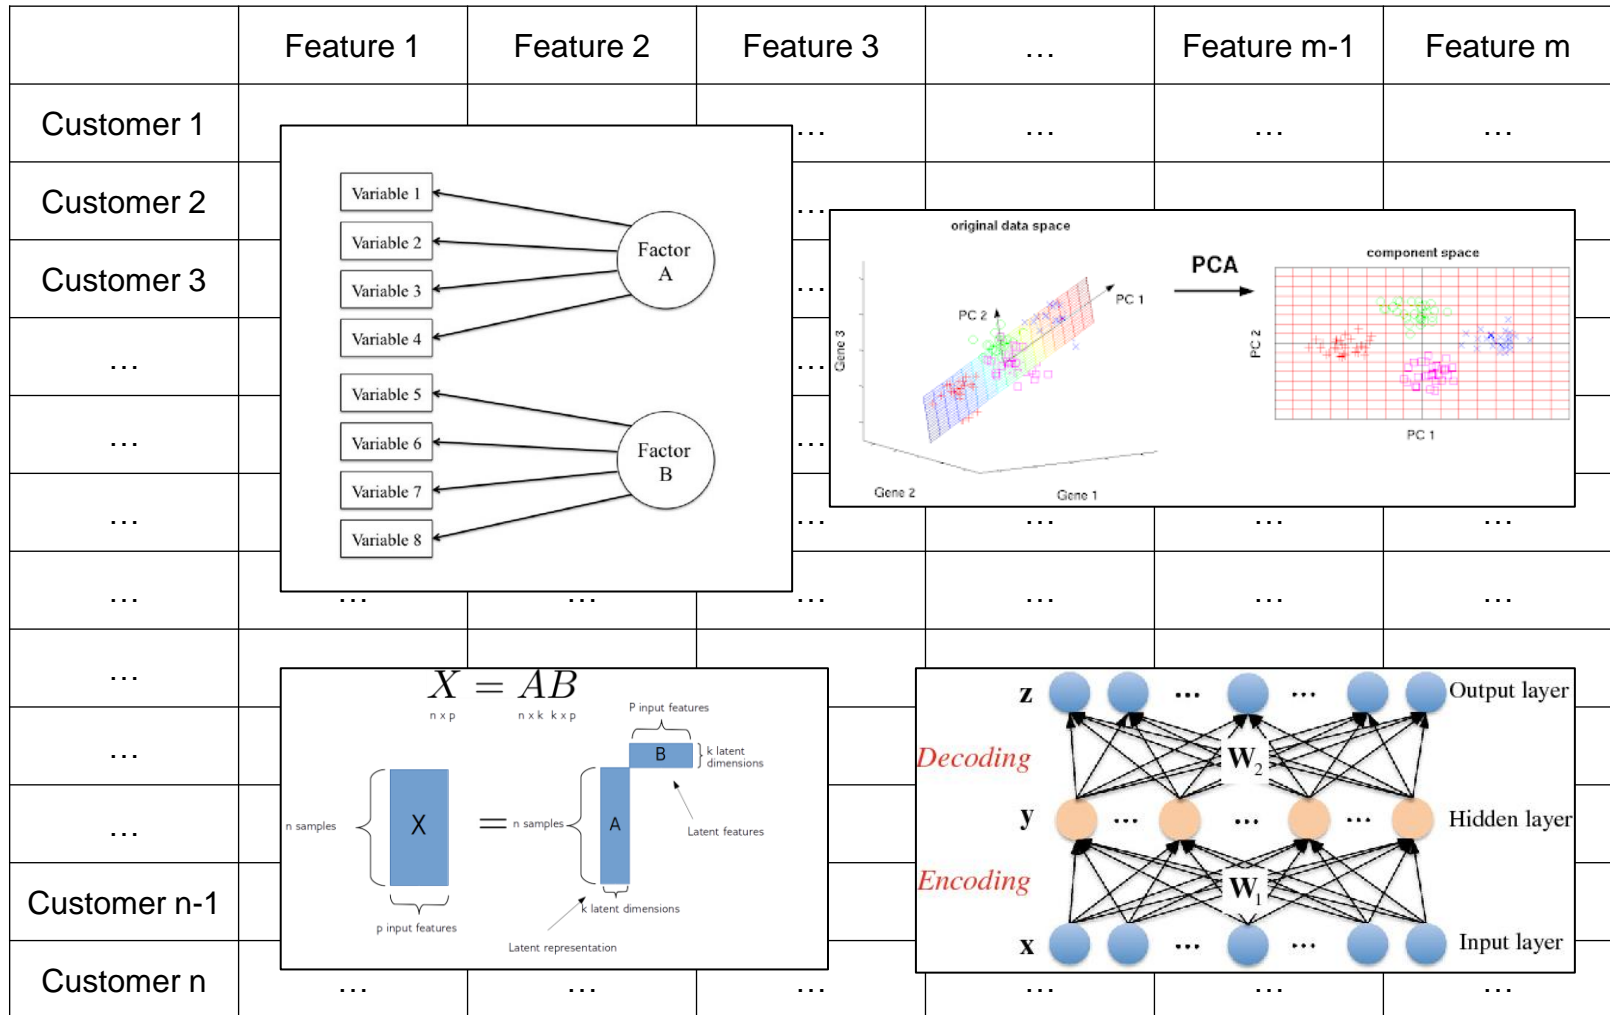 Feature 1 Feature 2 Feature 3 … Feature m-1 Feature m
Customer 1 … … … …
Customer 2 …
Customer 3 …
… …
… …
… … … … …
… … … … … … …
…
…
…
Customer n-1
Customer n … … … … … …
Variable 1
Variable 2
Variable 3
Variable 4
Variable 5
Variable 6
Variable 7
Variable 8
Factor
A
Factor
B
original data space
PCA
component space
PC 1
PC 2
Gene 3
Gene 2
Gene 1
PC 2
PC 1
X = AB
n x p n x k k x p
P input features
B
k latent
dimensions
n samples
X
=
n samples
A
Latent features
k latent dimensions
p input features
Latent representation
z ... ... Output layer
Decoding W2
y ... ... ... Hidden layer
Encoding W1
x ... ... Input layer